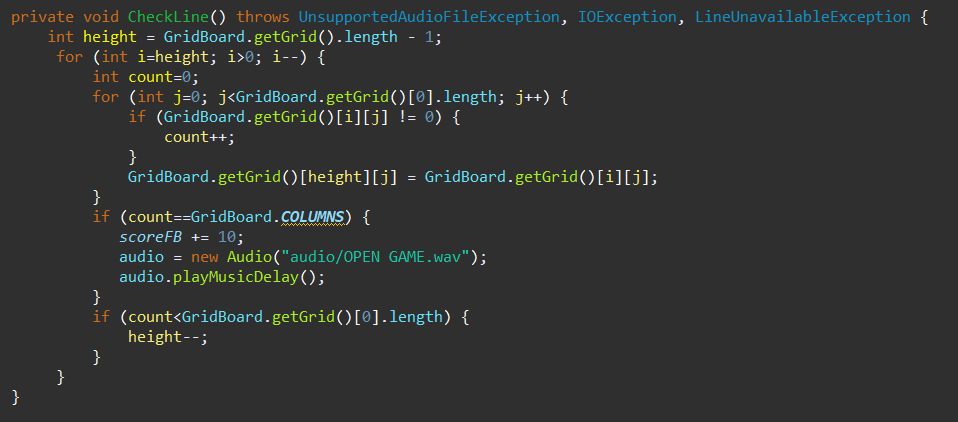 private void CheckLine() throws UnsupportedAudioFileException, IOException, LineUnavailableException {
    int height = GridBoard.getGrid().length - 1;
     for (int i=height; i>0; i--) {
         int count=0;
         for (int j=0; j<GridBoard.getGrid()[0].length; j++) {
             if (GridBoard.getGrid()[i][j] != 0) {
                 count++;
             }
             GridBoard.getGrid()[height][j] = GridBoard.getGrid()[i][j];
         }
         if (count==GridBoard.COLUMNS) {
            scoreFB += 10;
            audio = new Audio("audio/OPEN GAME.wav");
            audio.playMusicDelay();
         }
         if (count<GridBoard.getGrid()[0].length) {
             height--;
         }
     }
}